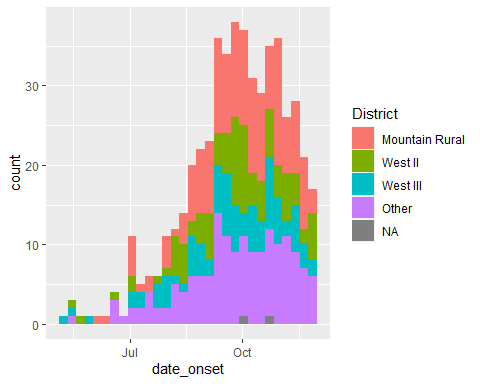 30
20
10
0
count
Jul
Oct
date_onset
District
Mountain Rural
West II
West III
Other
NA